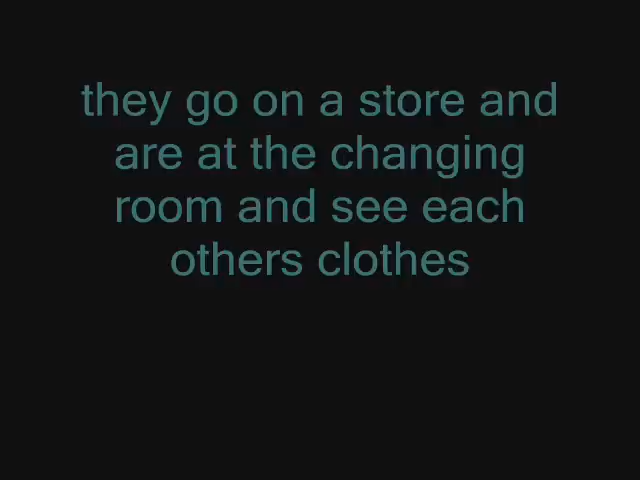 they go on a store and
are at the changing
room and see each
others clothes